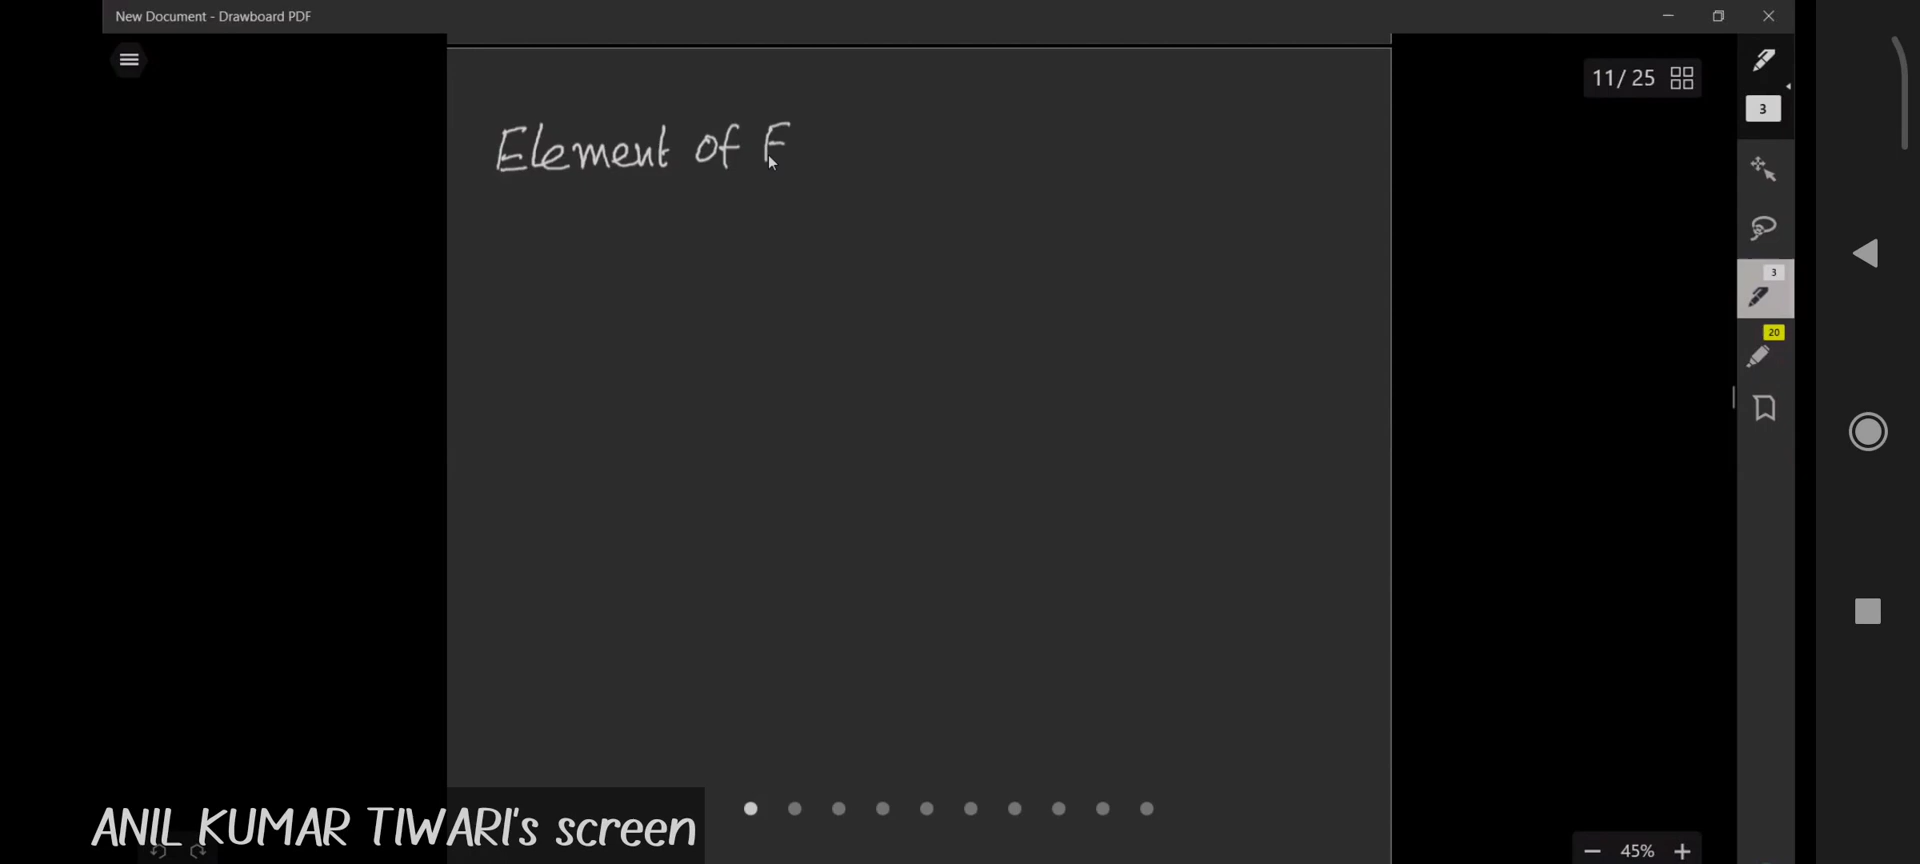 New Document - Drawboard PDF
11/ 25
3
Element of F
3
20
ANIL KUMAR TIWARI's screen
45%